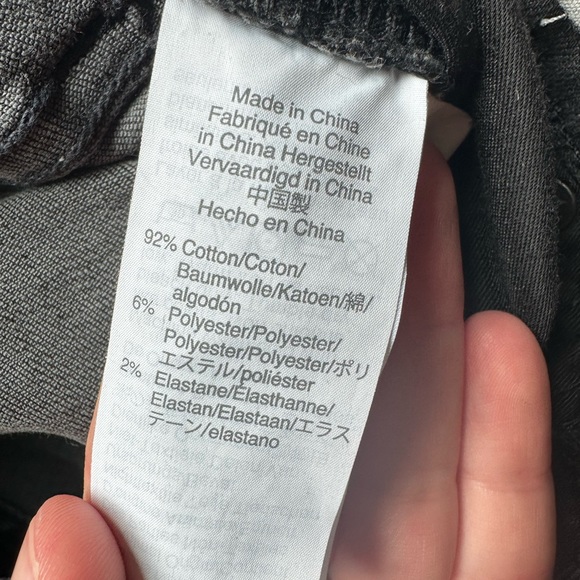 Made in China
Fabriqué en Chine
in China Hergestellt
Vervaardigd in China
中国製
Hecho en China
92% Cotton/Coton/
Baumwolle/Katoen/綿/
algodón
6% Polyester/Polyester/
Polyester/Polyester/ポリ
エステル/poliéster
2% Elastane/Élasthanne/
Elastan/Elastaan/エラス
テーン/elastano